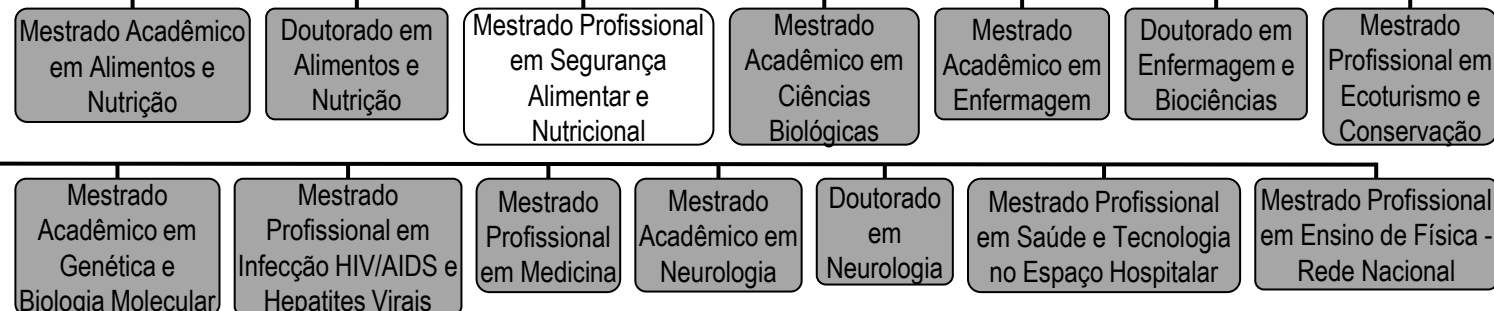 Mestrado Acadêmico
em Alimentos e
Nutrição
Doutorado em
Alimentos e
Nutrição
Mestrado Profissional
em Segurança
Alimentar e
Nutricional
Mestrado
Acadêmico em
Ciências
Biológicas
Mestrado
Acadêmico em
Enfermagem
Doutorado em
Enfermagem e
Biociências
Mestrado
Profissional em
Ecoturismo e
Conservação
Mestrado
Acadêmico em
Genética e
Biologia Molecular
Mestrado
Profissional em
Infecção HIV/AIDS e
Hepatites Virais
Mestrado
Profissional
em Medicina
Mestrado
Acadêmico em
Neurologia
Doutorado
em
Neurologia
Mestrado Profissional
em Saúde e Tecnologia
no Espaço Hospitalar
Mestrado Profissional
em Ensino de Física -
Rede Nacional